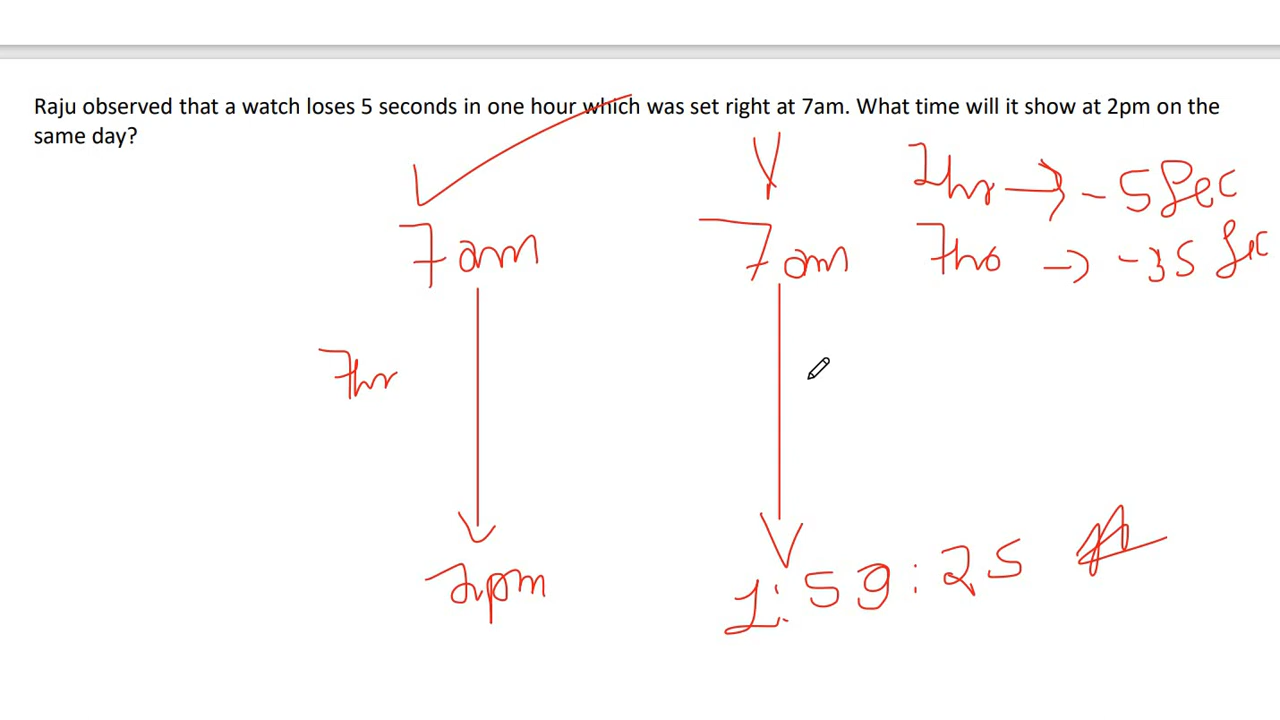 Raju observed that a watch loses 5 seconds in one hour which was set right at 7am. What time will it show at 2pm on the
same day?
1hr → -5 Sec
7hr → -35 Sec
7am
7am
7hr
2pm
1:59:25